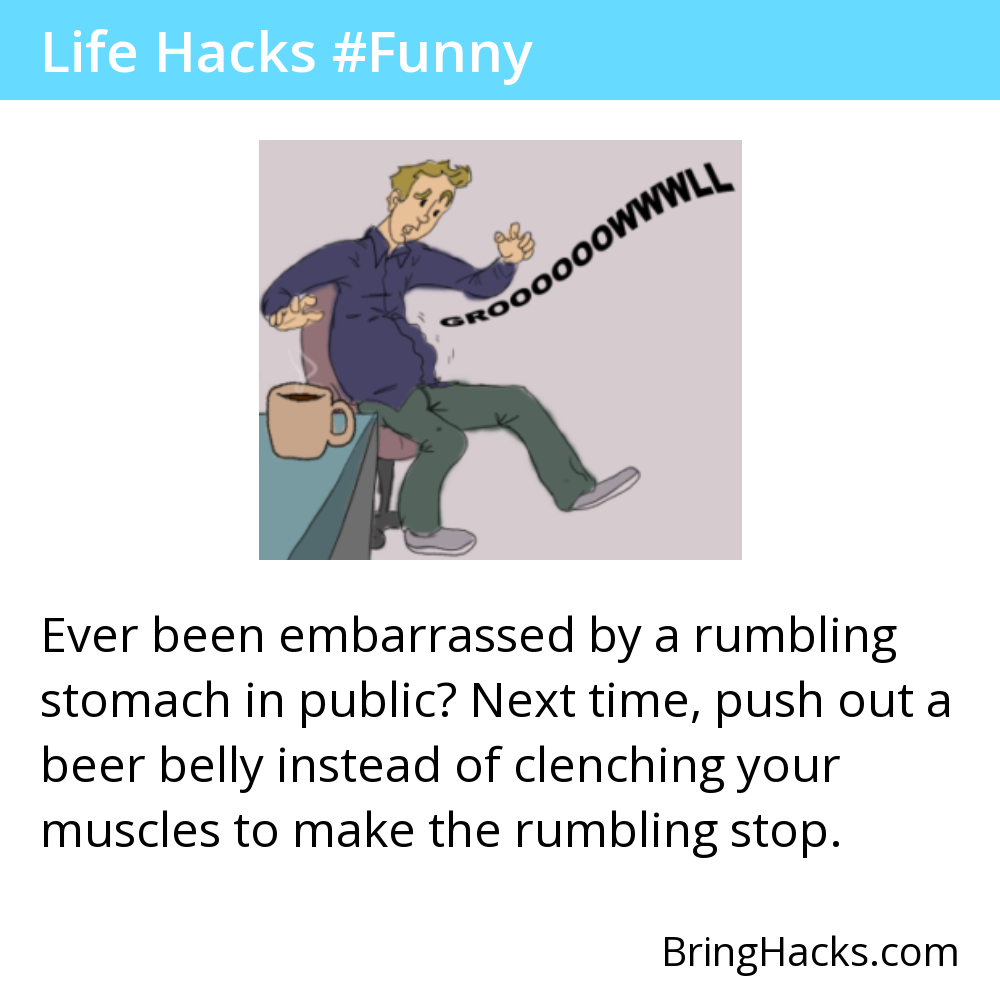 Life Hacks #Funny
GROOOOOOOWWWLL
Ever been embarrassed by a rumbling
stomach in public? Next time, push out a
beer belly instead of clenching your
muscles to make the rumbling stop.
BringHacks.com